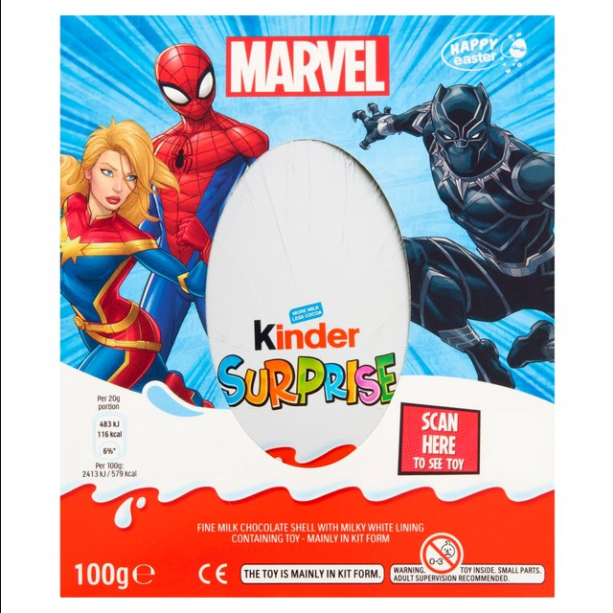 MARVEL
HAPPY
easter
MORE MILK
LESS COCOA
Kinder
SURPRISE
Per 20g
portion
483 kJ
116 kcal
6%*
Per 100g:
2413 kJ / 579 kcal
SCAN
HERE
TO SEE TOY
FINE MILK CHOCOLATE SHELL WITH MILKY WHITE LINING
CONTAINING TOY - MAINLY IN KIT FORM
100g℮
CE
THE TOY IS MAINLY IN KIT FORM.
0-3
WARNING. TOY INSIDE. SMALL PARTS.
ADULT SUPERVISION RECOMMENDED.